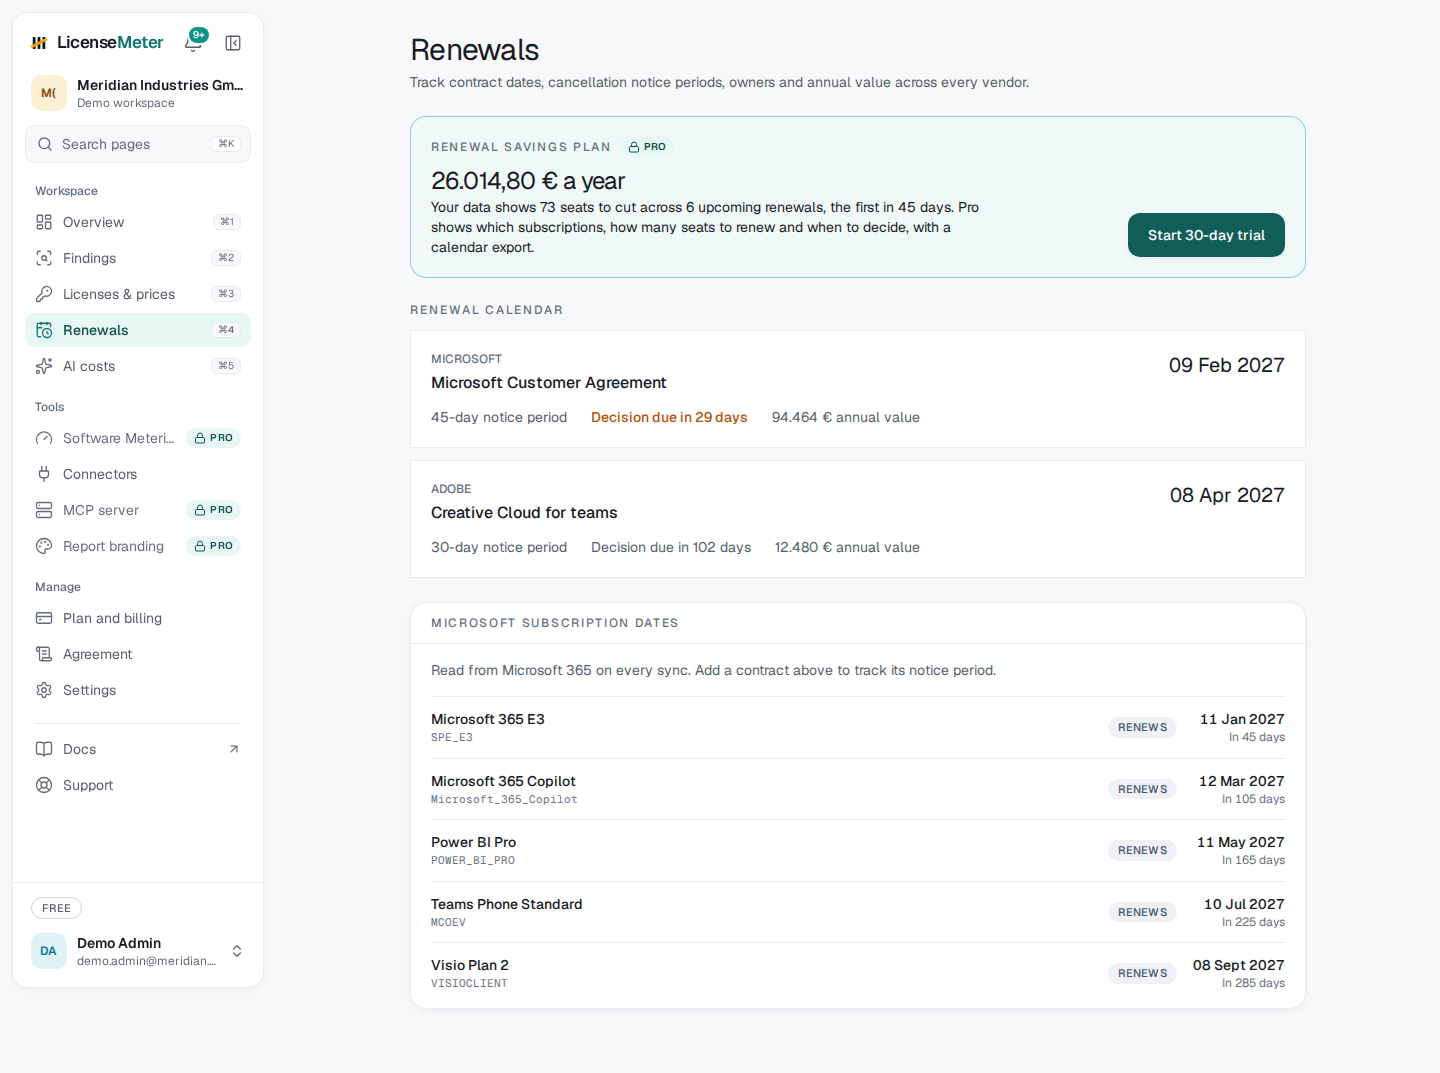 LicenseMeter
9+
M(
Meridian Industries Gm...
Demo workspace
Search pages
⌘K
Workspace
Overview
⌘1
Findings
⌘2
Licenses & prices
⌘3
Renewals
⌘4
AI costs
⌘5
Tools
Software Meteri...
PRO
Connectors
MCP server
PRO
Report branding
PRO
Manage
Plan and billing
Agreement
Settings
Docs
Support
FREE
DA
Demo Admin
demo.admin@meridian....
Renewals
Track contract dates, cancellation notice periods, owners and annual value across every vendor.
RENEWAL SAVINGS PLAN
PRO
26.014,80 € a year
Your data shows 73 seats to cut across 6 upcoming renewals, the first in 45 days. Pro
shows which subscriptions, how many seats to renew and when to decide, with a
calendar export.
Start 30-day trial
RENEWAL CALENDAR
MICROSOFT
Microsoft Customer Agreement
09 Feb 2027
45-day notice period
Decision due in 29 days
94.464 € annual value
ADOBE
Creative Cloud for teams
08 Apr 2027
30-day notice period
Decision due in 102 days
12.480 € annual value
MICROSOFT SUBSCRIPTION DATES
Read from Microsoft 365 on every sync. Add a contract above to track its notice period.
Microsoft 365 E3
SPE_E3
RENEWS
11 Jan 2027
In 45 days
Microsoft 365 Copilot
Microsoft_365_Copilot
RENEWS
12 Mar 2027
In 105 days
Power BI Pro
POWER_BI_PRO
RENEWS
11 May 2027
In 165 days
Teams Phone Standard
MCOEV
RENEWS
10 Jul 2027
In 225 days
Visio Plan 2
VISIOCLIENT
RENEWS
08 Sept 2027
In 285 days